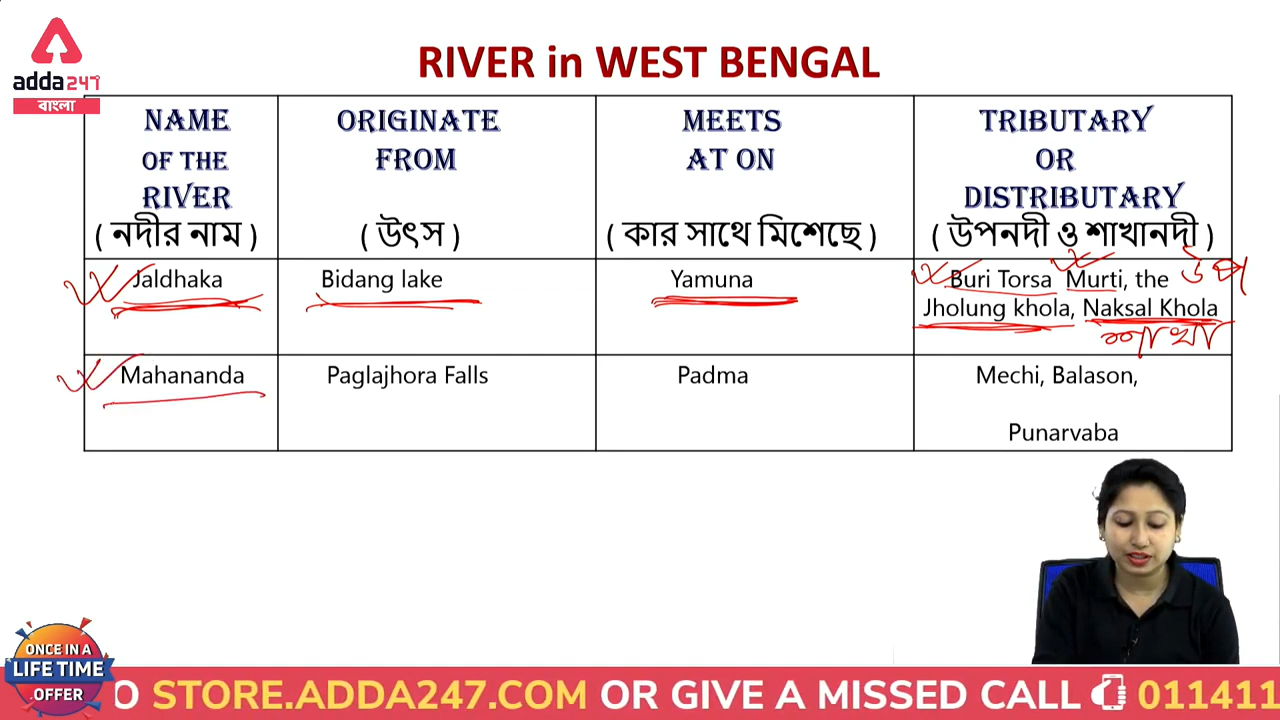 adda247
বাংলা
RIVER in WEST BENGAL
NAME
OF THE
RIVER
( নদীর নাম )
ORIGINATE
FROM
( উৎস )
MEETS
AT ON
( কার সাথে মিশেছে )
TRIBUTARY
OR
DISTRIBUTARY
( উপনদী ও শাখানদী )
Jaldhaka
Bidang lake
Yamuna
Buri Torsa Murti, the
উপ
Jholung khola, Naksal Khola
শাখা
Mahananda
Paglajhora Falls
Padma
Mechi, Balason,
Punarvaba
ONCE IN A
LIFE TIME
OFFER
O STORE.ADDA247.COM OR GIVE A MISSED CALL 011411